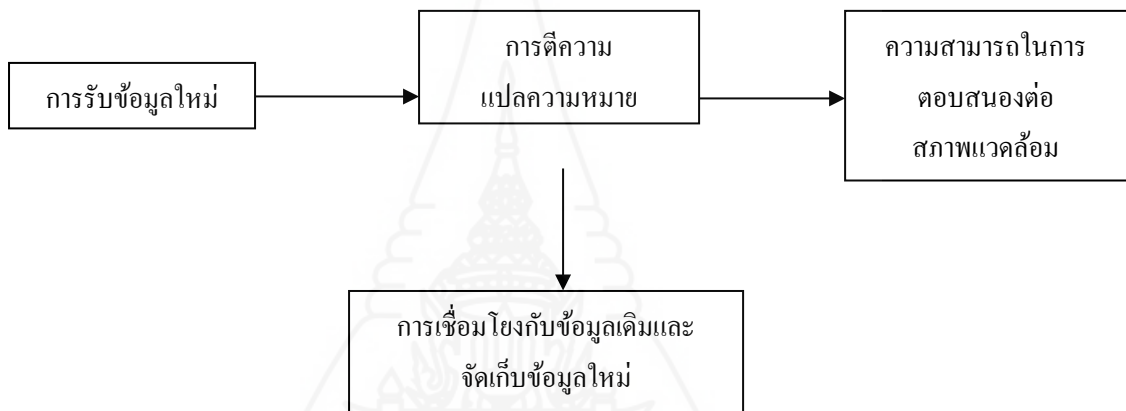 การรับข้อมูลใหม่
การตีความ
แปลความหมาย
ความสามารถในการ
ตอบสนองต่อ
สภาพแวดล้อม
การเชื่อมโยงกับข้อมูลเดิมและ
จัดเก็บข้อมูลใหม่